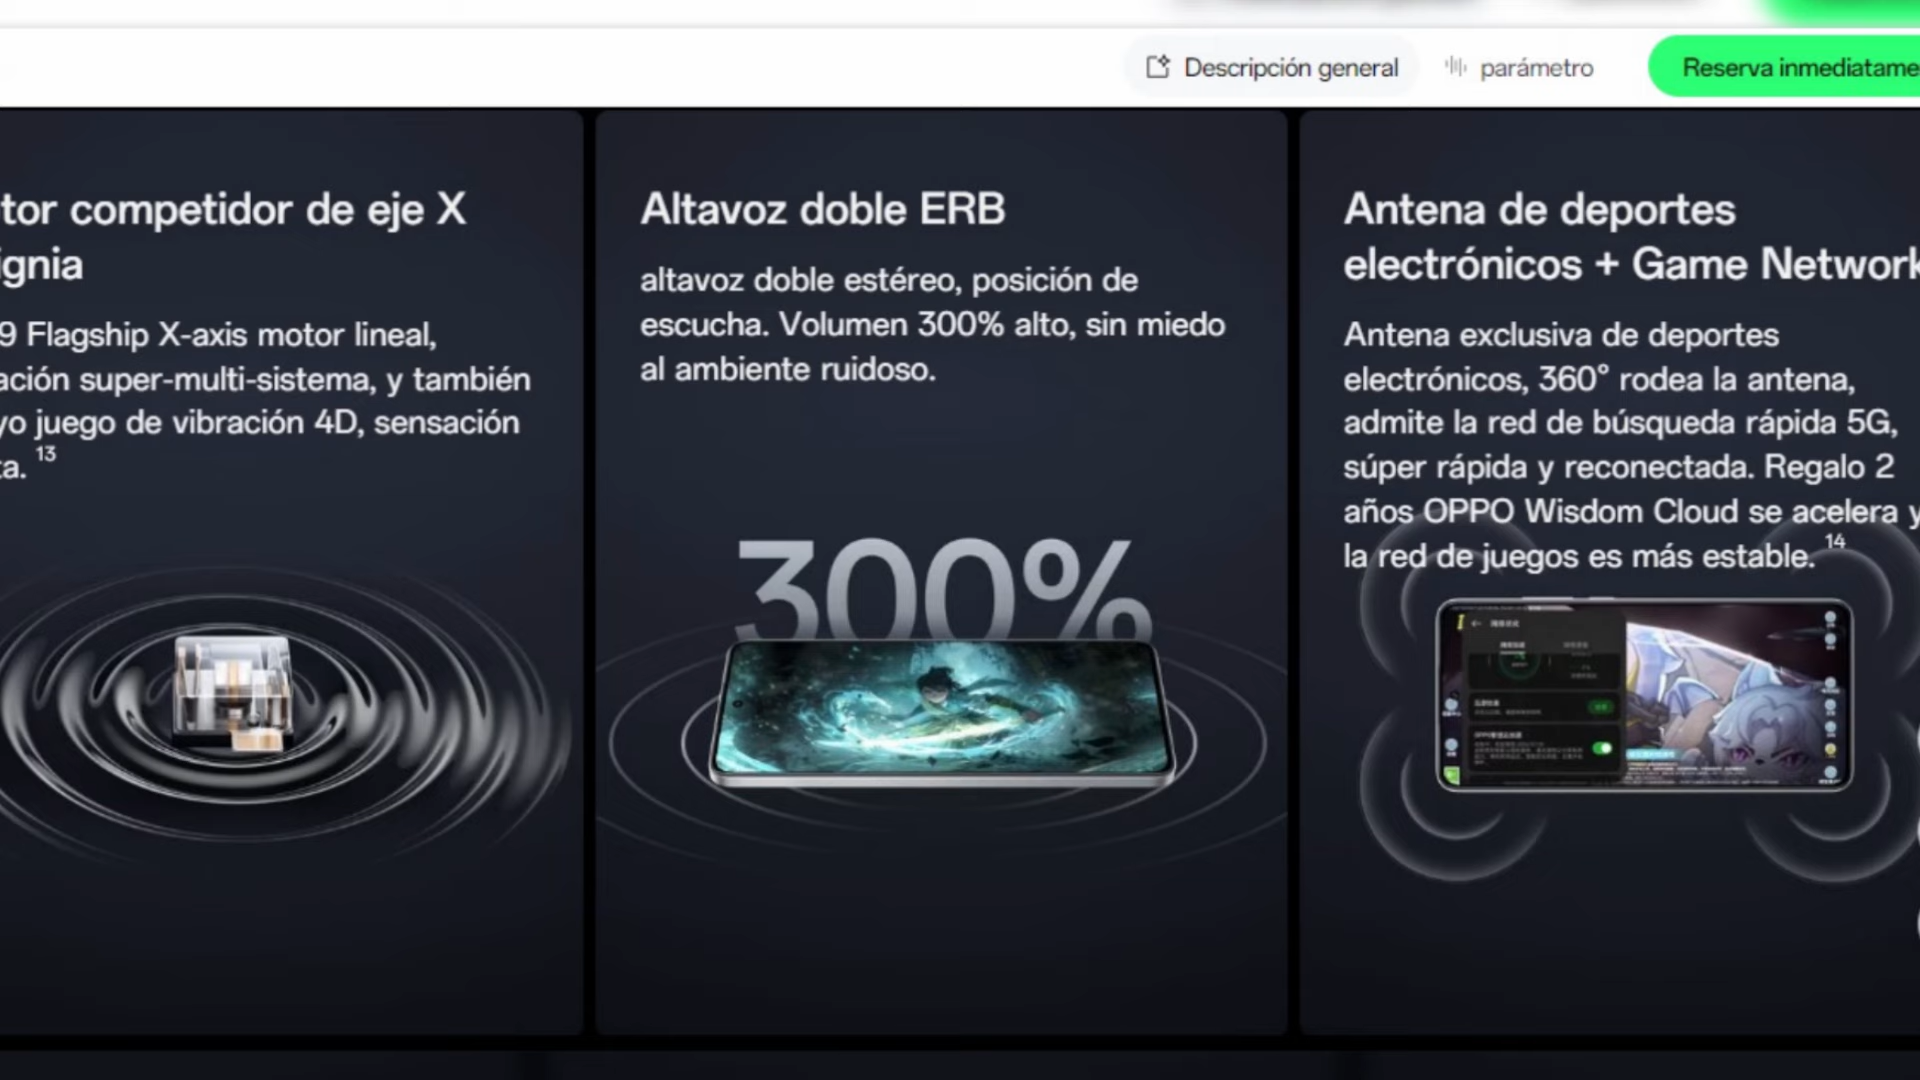 Descripción general
parámetro
Reserva inmediatame
tor competidor de eje X
ignia
9 Flagship X-axis motor lineal,
ación super-multi-sistema, y también
yo juego de vibración 4D, sensación
ta. 13
Altavoz doble ERB
altavoz doble estéreo, posición de
escucha. Volumen 300% alto, sin miedo
al ambiente ruidoso.
300%
Antena de deportes
electrónicos + Game Network
Antena exclusiva de deportes
electrónicos, 360° rodea la antena,
admite la red de búsqueda rápida 5G,
súper rápida y reconectada. Regalo 2
años OPPO Wisdom Cloud se acelera y
la red de juegos es más estable. 14